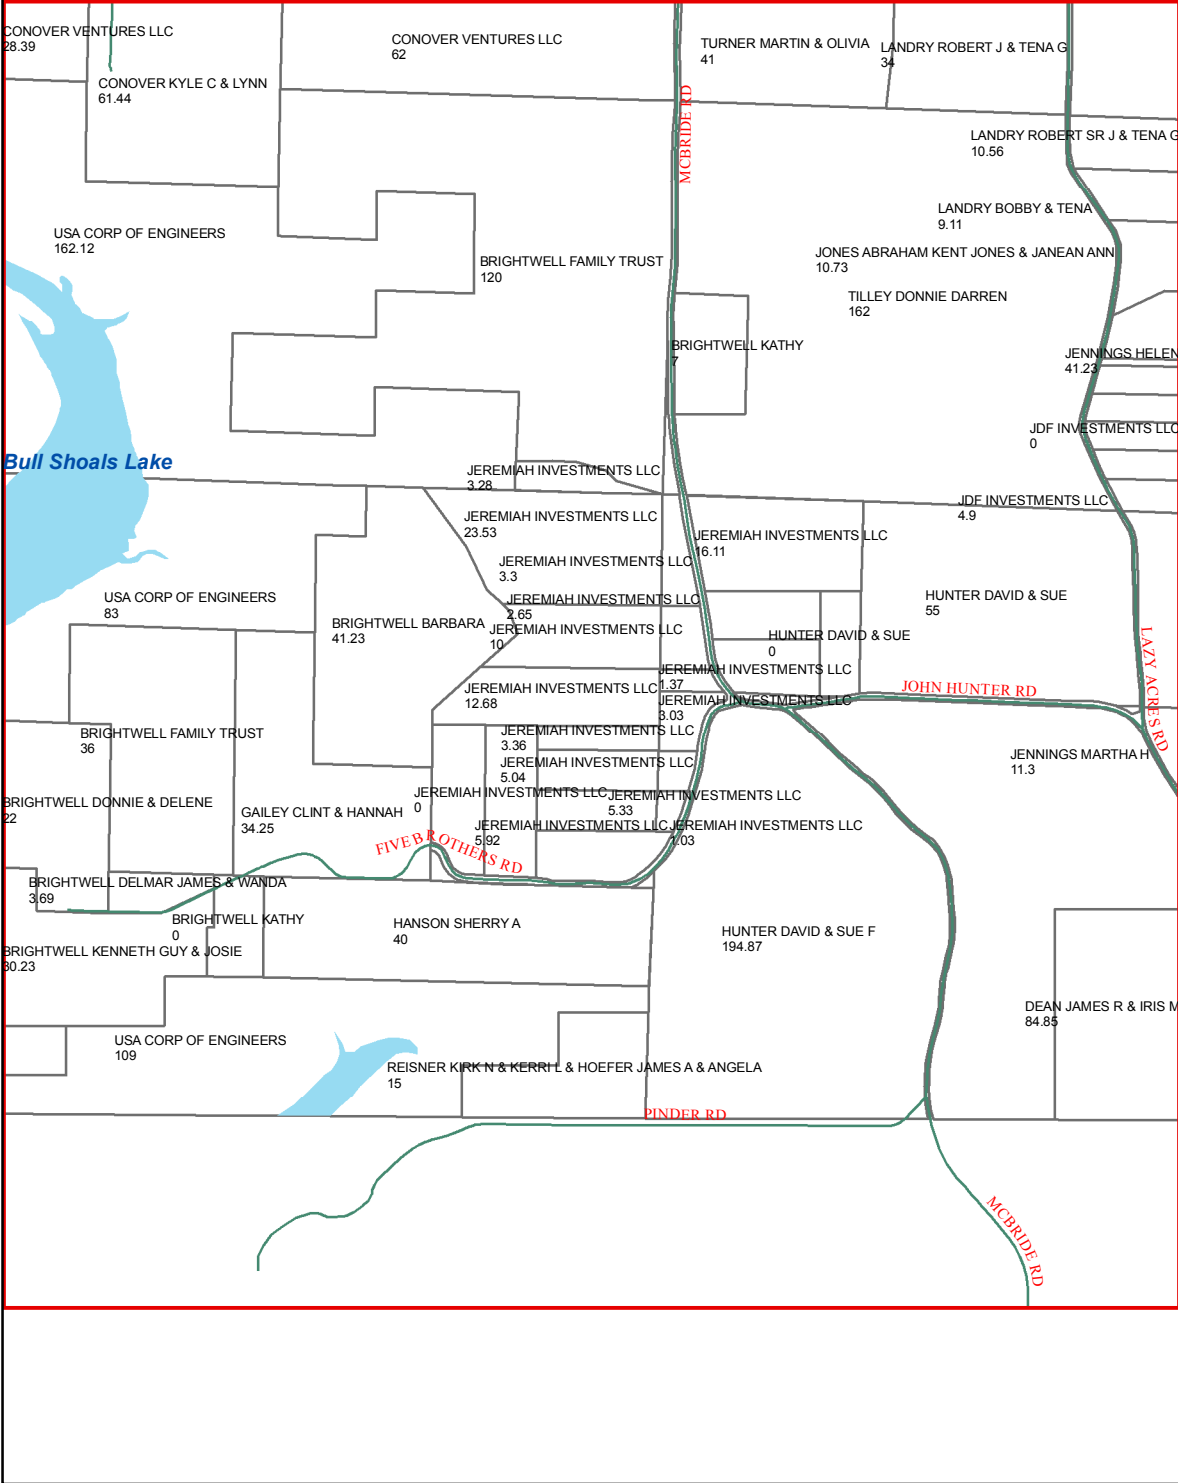 CONOVER VENTURES LLC
28.39
CONOVER VENTURES LLC
62
TURNER MARTIN & OLIVIA
41
LANDRY ROBERT J & TENA G
34
CONOVER KYLE C & LYNN
61.44
MCBRIDE RD
LANDRY ROBERT SR J & TENA G
10.56
LANDRY BOBBY & TENA
9.11
USA CORP OF ENGINEERS
162.12
JONES ABRAHAM KENT JONES & JANEAN ANN
10.73
BRIGHTWELL FAMILY TRUST
120
TILLEY DONNIE DARREN
162
BRIGHTWELL KATHY
7
JENNINGS HELEN
41.23
JDF INVESTMENTS LLC
0
Bull Shoals Lake
JEREMIAH INVESTMENTS LLC
3.28
JDF INVESTMENTS LLC
4.9
JEREMIAH INVESTMENTS LLC
23.53
JEREMIAH INVESTMENTS LLC
16.11
JEREMIAH INVESTMENTS LLC
3.3
USA CORP OF ENGINEERS
83
JEREMIAH INVESTMENTS LLC
2.65
HUNTER DAVID & SUE
55
BRIGHTWELL BARBARA
41.23
JEREMIAH INVESTMENTS LLC
10
HUNTER DAVID & SUE
0
LAZY ACRES RD
JEREMIAH INVESTMENTS LLC
1.37
JEREMIAH INVESTMENTS LLC
12.68
JOHN HUNTER RD
JEREMIAH INVESTMENTS LLC
3.03
BRIGHTWELL FAMILY TRUST
36
JEREMIAH INVESTMENTS LLC
3.36
JENNINGS MARTHA H
11.3
JEREMIAH INVESTMENTS LLC
5.04
JEREMIAH INVESTMENTS LLC
0
JEREMIAH INVESTMENTS LLC
5.33
BRIGHTWELL DONNIE & DELENE
22
GAILEY CLINT & HANNAH
34.25
JEREMIAH INVESTMENTS LLC
5.92
JEREMIAH INVESTMENTS LLC
1.03
FIVE BROTHERS RD
BRIGHTWELL DELMAR JAMES & WANDA
3.69
BRIGHTWELL KATHY
0
HANSON SHERRY A
40
HUNTER DAVID & SUE F
194.87
BRIGHTWELL KENNETH GUY & JOSIE
30.23
DEAN JAMES R & IRIS M
84.85
USA CORP OF ENGINEERS
109
REISNER KIRK N & KERRI L & HOEFER JAMES A & ANGELA
15
PINDER RD
MCBRIDE RD